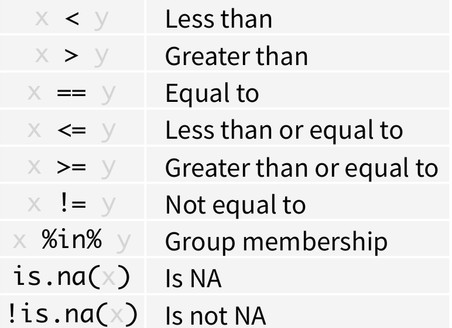 x < y Less than
x > y Greater than
x == y Equal to
x <= y Less than or equal to
x >= y Greater than or equal to
x != y Not equal to
x %in% y Group membership
is.na(x) Is NA
!is.na(x) Is not NA